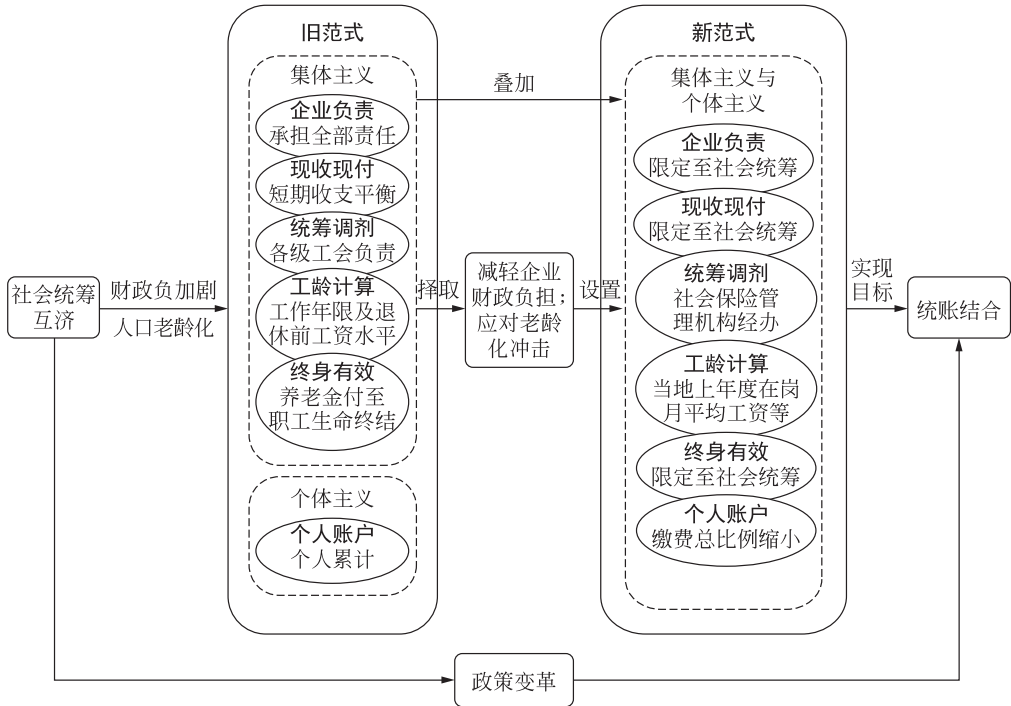 社会统筹
互济
财政负加剧
人口老龄化
旧范式
集体主义
企业负责
承担全部责任
现收现付
短期收支平衡
统筹调剂
各级工会负责
工龄计算
工作年限及退
休前工资水平
终身有效
养老金付至
职工生命终结
个体主义
个人账户
个人累计
叠加
择取
减轻企业
财政负担；
应对老龄
化冲击
设置
新范式
集体主义与
个体主义
企业负责
限定至社会统筹
现收现付
限定至社会统筹
统筹调剂
社会保险管
理机构经办
工龄计算
当地上年度在岗
月平均工资等
终身有效
限定至社会统筹
个人账户
缴费总比例缩小
实现
目标
统账结合
政策变革